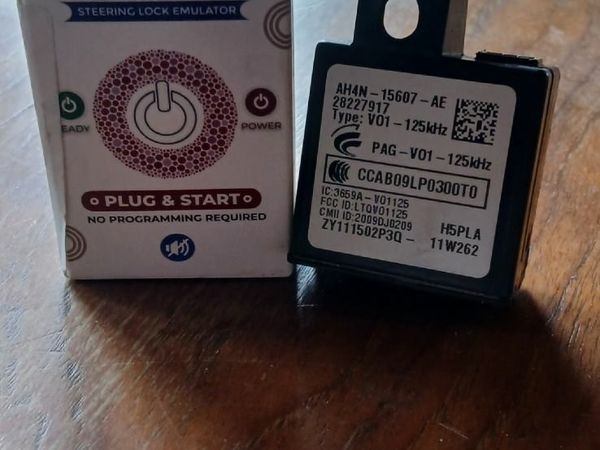 STEERING LOCK EMULATOR
EADY
POWER
PLUG & START
NO PROGRAMMING REQUIRED
AH4N-15607-AE
28227917
Type: V01-125kHz
PAG-V01-125kHz
CCAB09LP0300T0
IC:3659A-V01125
FCC ID:LTQV01125
CMII ID:2009DJ0209
H5PLA
ZY111502P3Q- 11W262